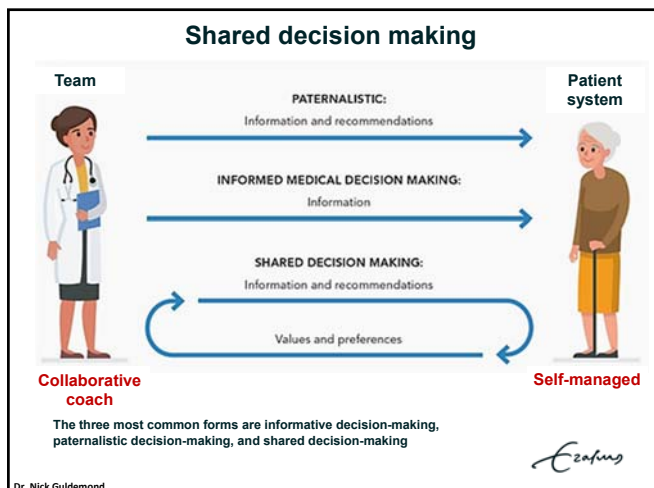 Shared decision making
Team
Patient
system
PATERNALISTIC:
Information and recommendations
INFORMED MEDICAL DECISION MAKING:
Information
SHARED DECISION MAKING:
Information and recommendations
Values and preferences
Collaborative
coach
Self-managed
The three most common forms are informative decision-making,
paternalistic decision-making, and shared decision-making
Erafus
Dr. Nick Guldemond